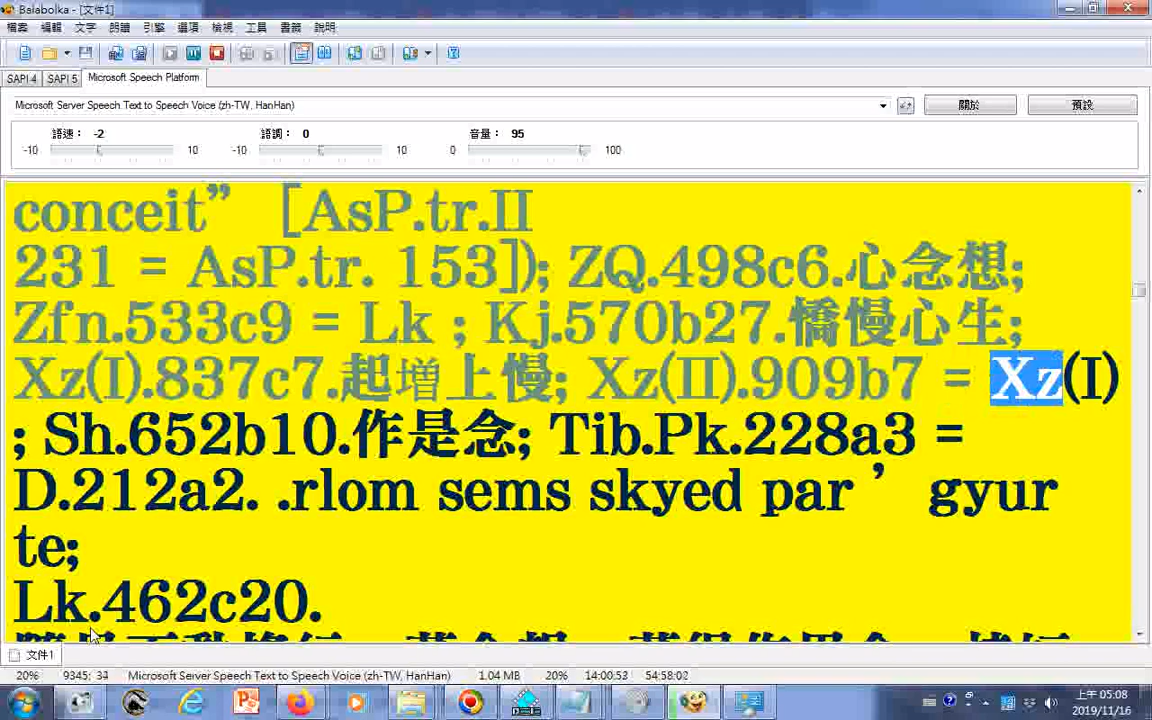 Balabolka - [文件1]
檔案 編輯 文字 朗讀 引擎 選項 檢視 工具 書籤 說明
SAPI 4 SAPI 5 Microsoft Speech Platform
Microsoft Server Speech Text to Speech Voice (zh-TW, HanHan) 關於 預設
語速： -2 語調： 0 音量： 95
-10 10 -10 10 0 100
conceit” [AsP.tr.II
231 = AsP.tr. 153]); ZQ.498c6.心念想;
Zfn.533c9 = Lk ; Kj.570b27.憍慢心生;
Xz(I).837c7.起增上慢; Xz(II).909b7 = Xz(I)
; Sh.652b10.作是念; Tib.Pk.228a3 =
D.212a2. .rlom sems skyed par ’ gyur
te;
Lk.462c20.
文件1
20% 9345: 34 Microsoft Server Speech Text to Speech Voice (zh-TW, HanHan) 1.04 MB 20% 14:00:53 54:58:02
上午 05:08
2019/11/16